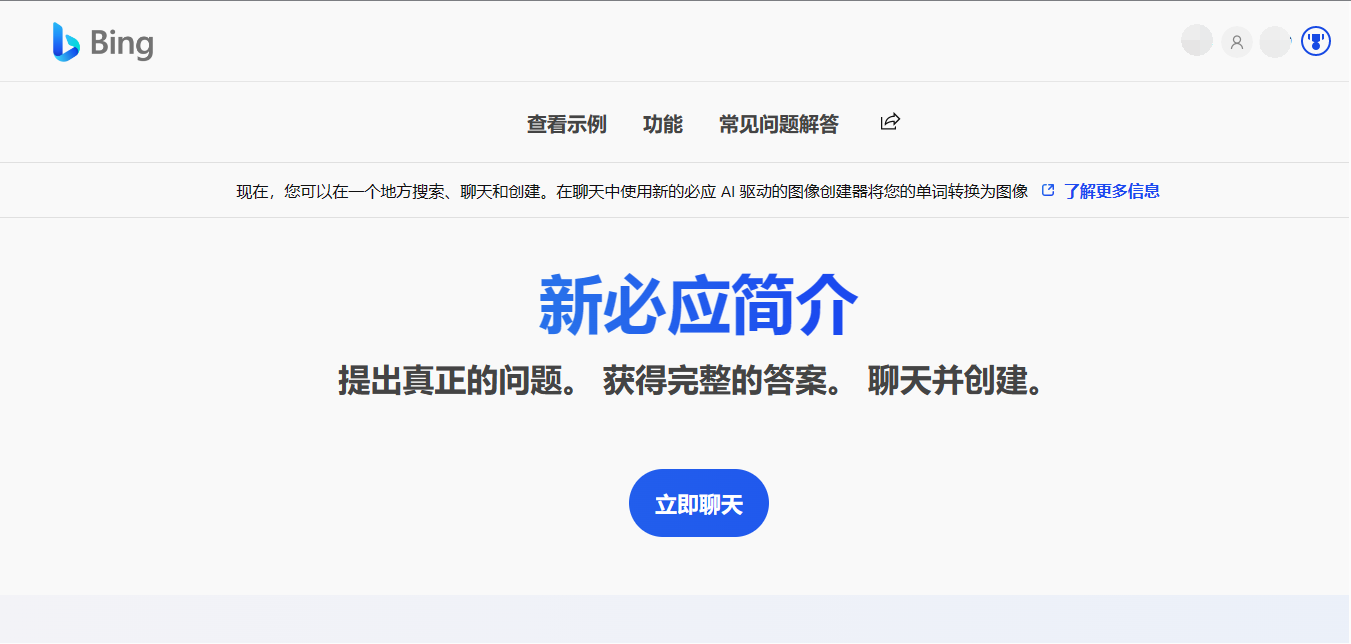 Bing
查看示例 功能 常见问题解答
现在，您可以在一个地方搜索、聊天和创建。在聊天中使用新的必应 AI 驱动的图像创建器将您的单词转换为图像 了解更多信息
新必应简介
提出真正的问题。 获得完整的答案。 聊天并创建。
立即聊天